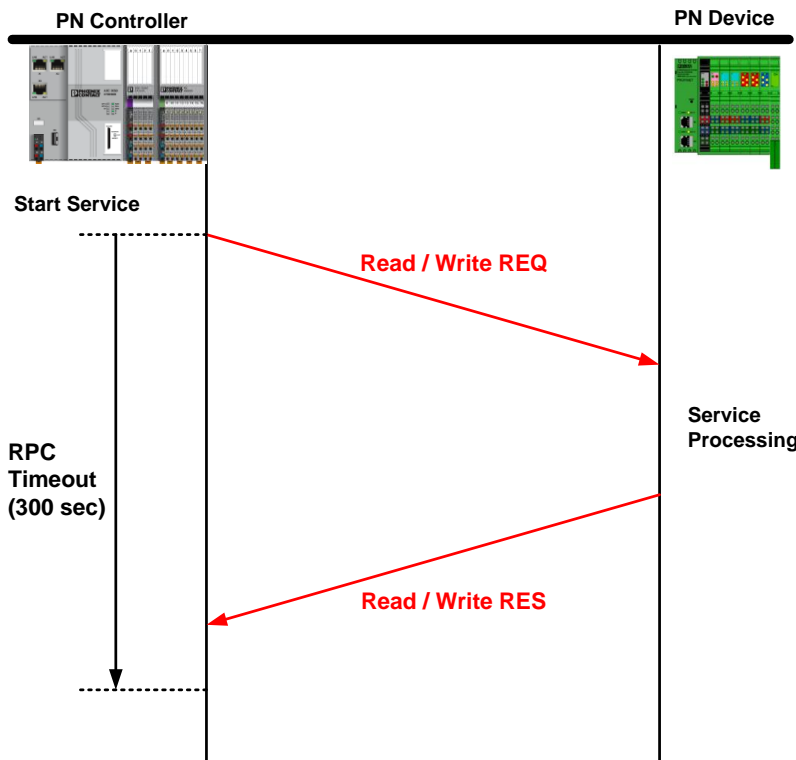 PN Controller
PN Device
Start Service
Read / Write REQ
Service
Processing
RPC
Timeout
(300 sec)
Read / Write RES